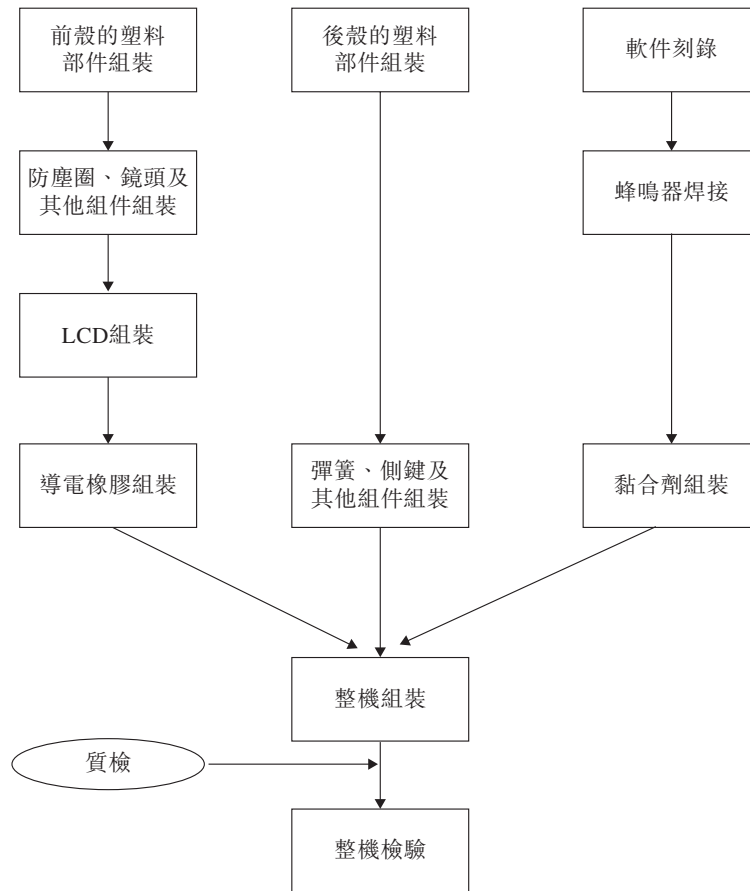 前殼的塑料
部件組裝
後殼的塑料
部件組裝
軟件刻錄
防塵圈、鏡頭及
其他組件組裝
蜂鳴器焊接
LCD組裝
導電橡膠組裝
彈簧、側鍵及
其他組件組裝
黏合劑組裝
整機組裝
質檢
整機檢驗